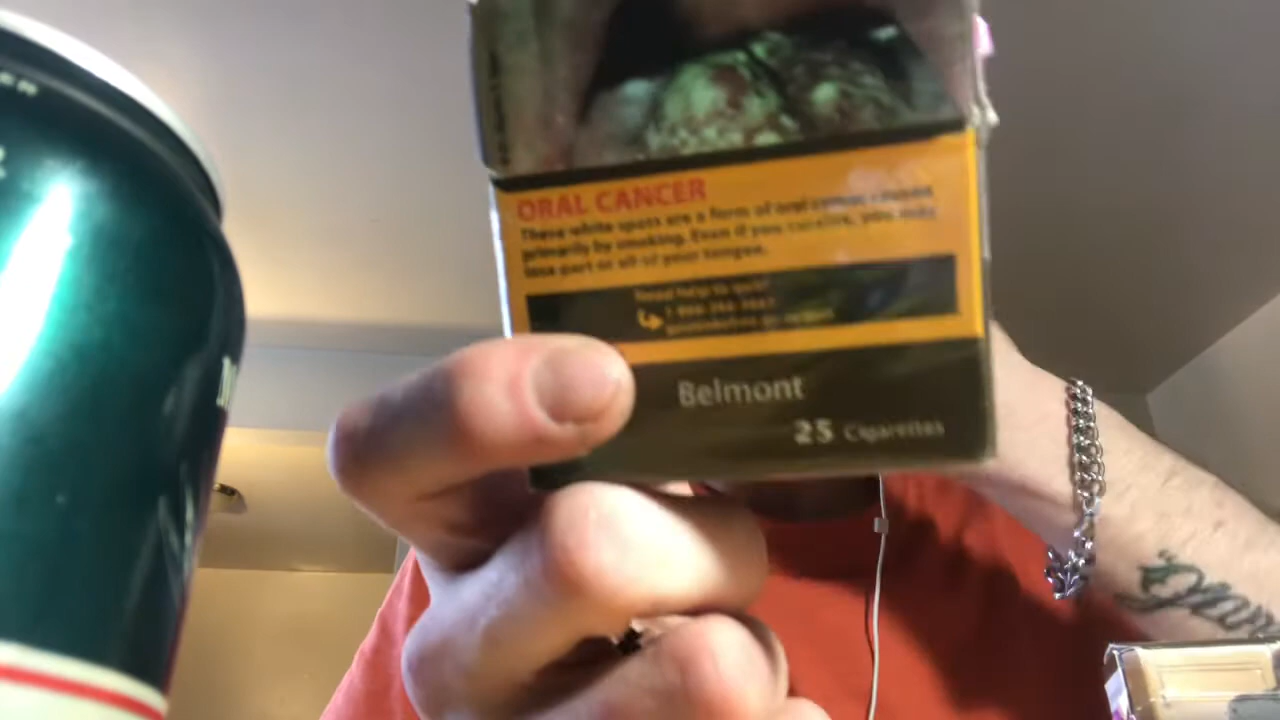 ORAL CANCER
These white spots are a form of oral cancer caused
primarily by smoking. Even if you survive, you may
lose part or all of your tongue.
Need help to quit?
Belmont
25 Cigarettes